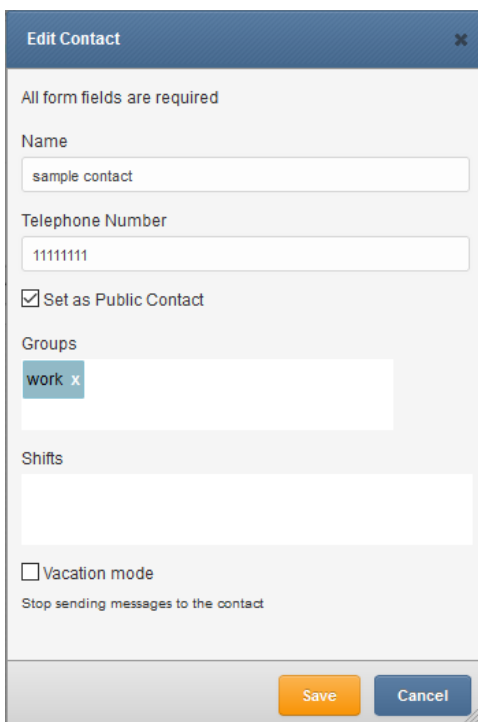 Edit Contact
All form fields are required
Name
sample contact
Telephone Number
11111111
Set as Public Contact
Groups
work x
Shifts
Vacation mode
Stop sending messages to the contact
Save Cancel